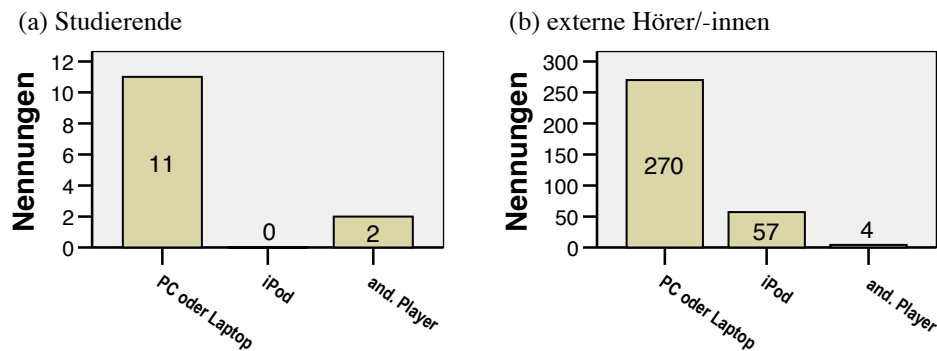 (a) Studierende
Nennungen
12
10
8
6
4
2
0
11
0
2
PC oder Laptop
iPod
and. Player
(b) externe Hörer/-innen
Nennungen
300
250
200
150
100
50
0
270
57
4
PC oder Laptop
iPod
and. Player